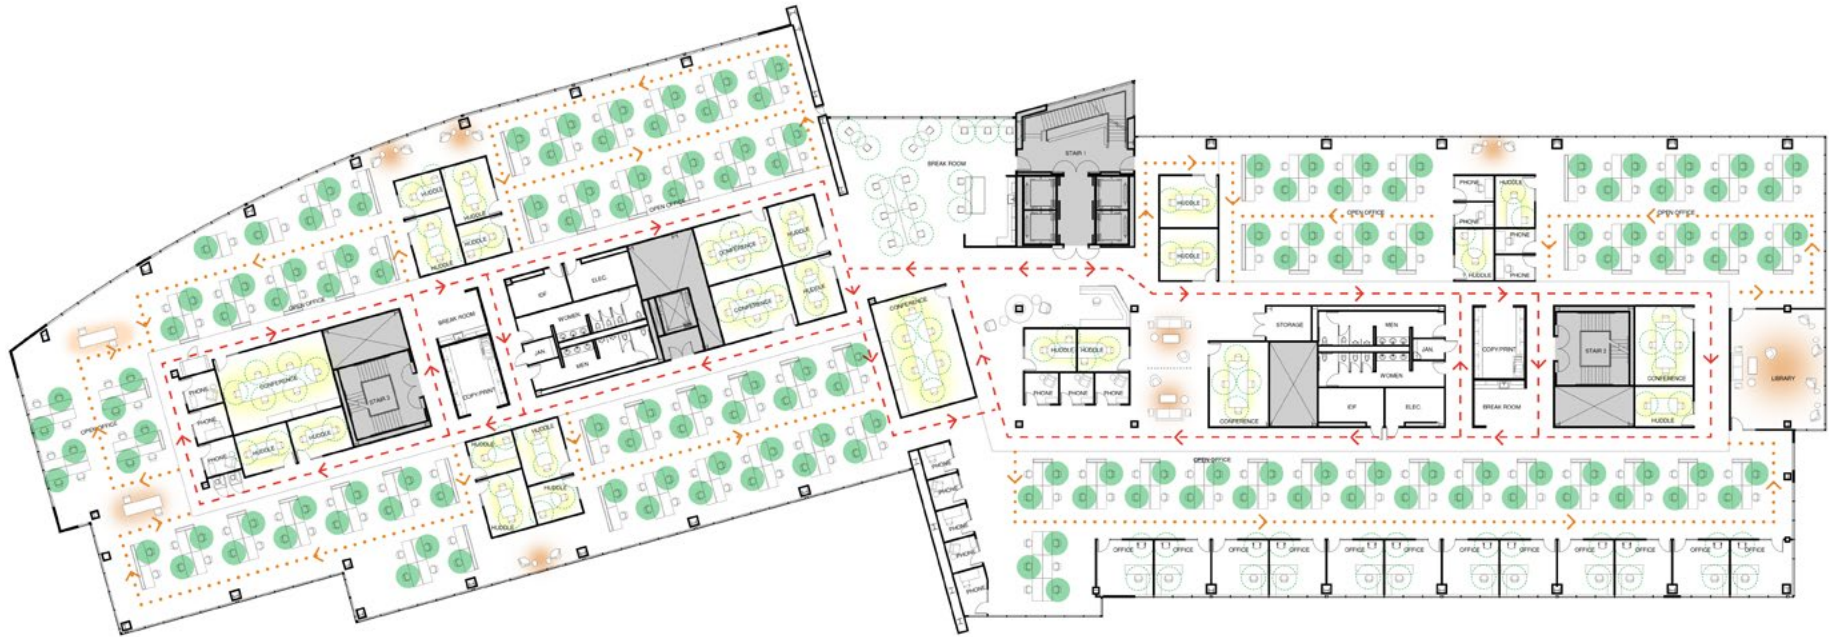 BREAK ROOM
STAIR 1
HUDDLE
HUDDLE
HUDDLE
HUDDLE
OPEN OFFICE
OPEN OFFICE
CONFERENCE
CONFERENCE
HUDDLE
HUDDLE
IDF
ELEC.
WOMEN
MEN
JAN.
BREAK ROOM
COPY/PRINT
CONFERENCE
STAIR 3
PHONE
PHONE
PHONE
HUDDLE
HUDDLE
OPEN OFFICE
HUDDLE
HUDDLE
HUDDLE
HUDDLE
CONFERENCE
PHONE
PHONE
PHONE
PHONE
PHONE
HUDDLE
HUDDLE
OPEN OFFICE
PHONE
HUDDLE
PHONE
PHONE
HUDDLE
PHONE
OPEN OFFICE
HUDDLE
HUDDLE
PHONE
PHONE
PHONE
STORAGE
CONFERENCE
MEN
JAN.
WOMEN
IDF
ELEC.
COPY/PRINT
BREAK ROOM
STAIR 2
CONFERENCE
HUDDLE
LIBRARY
OPEN OFFICE
OFFICE
OFFICE
OFFICE
OFFICE
OFFICE
OFFICE
OFFICE
OFFICE
OFFICE
OFFICE
OFFICE
OFFICE